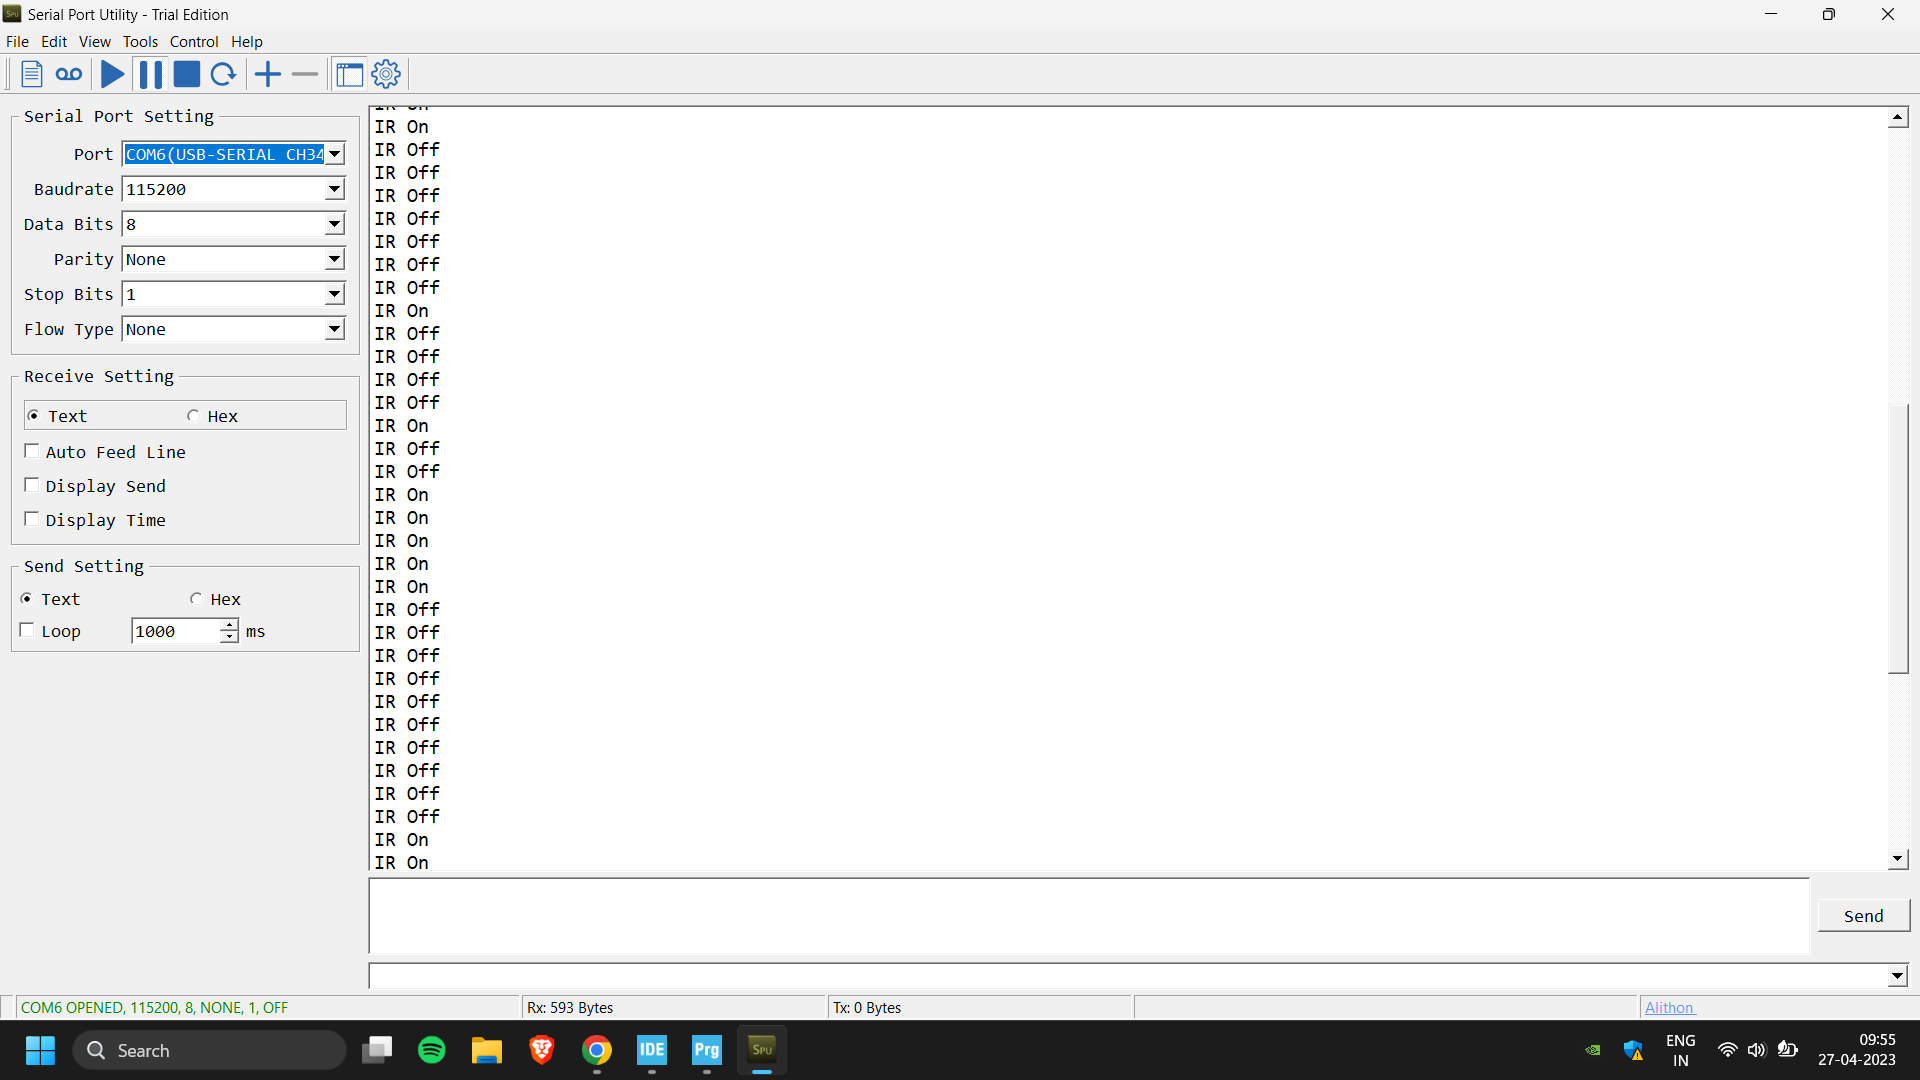 Serial Port Utility - Trial Edition
File Edit View Tools Control Help
Serial Port Setting
Port COM6(USB-SERIAL CH34
Baudrate 115200
Data Bits 8
Parity None
Stop Bits 1
Flow Type None
Receive Setting
Text Hex
Auto Feed Line
Display Send
Display Time
Send Setting
Text Hex
Loop 1000 ms
IR On
IR On
IR Off
IR Off
IR Off
IR Off
IR Off
IR Off
IR Off
IR On
IR Off
IR Off
IR Off
IR Off
IR On
IR Off
IR Off
IR On
IR On
IR On
IR On
IR On
IR Off
IR Off
IR Off
IR Off
IR Off
IR Off
IR Off
IR Off
IR Off
IR Off
IR On
IR On
Send
COM6 OPENED, 115200, 8, NONE, 1, OFF
Rx: 593 Bytes
Tx: 0 Bytes
Alithon
Search
IDE
Prg
SPU
ENG
IN
09:55
27-04-2023